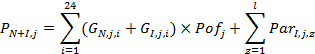 P_{N+I,j} = \sum_{i=1}^{24} (G_{N,j,i} + G_{I,j,i}) \times Pof_j + \sum_{z=1}^{l} Par_{I,j,z}